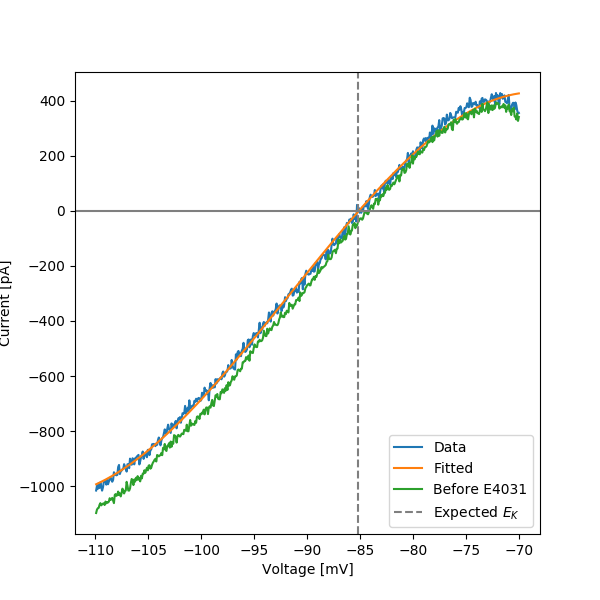 400
200
0
−200
−400
−600
−800
−1000
Current [pA]
−110 −105 −100 −95 −90 −85 −80 −75 −70
Voltage [mV]
Data
Fitted
Before E4031
Expected E_K